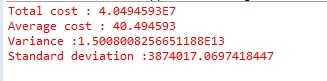 Total cost : 4.0494593E7
Average cost : 40.494593
Variance :1.5008008256651188E13
Standard deviation :3874017.0697418447